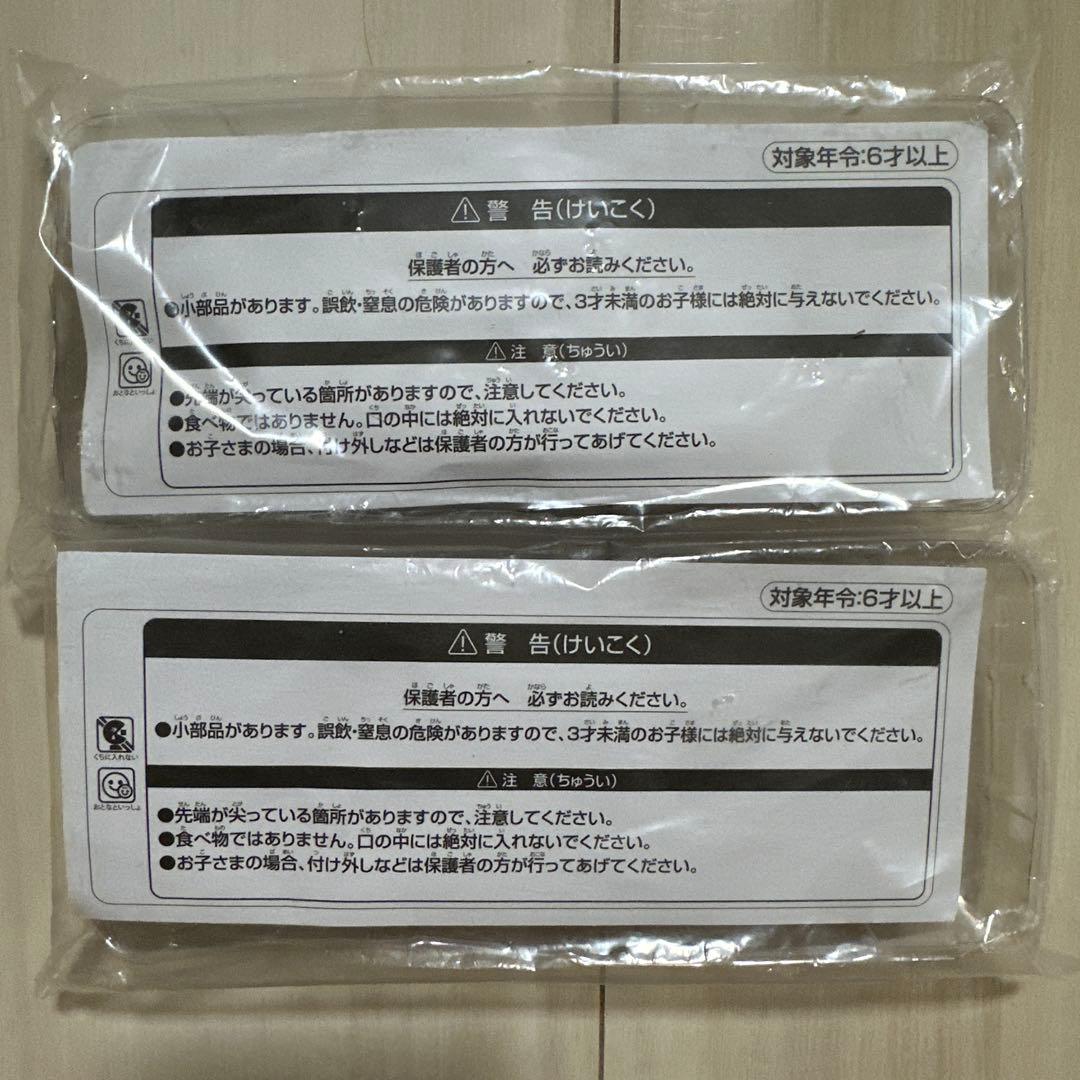 対象年令:6才以上
⚠警 告(けいこく)
保護者の方へ 必ずお読みください。
●小部品があります。誤飲・窒息の危険がありますので、3才未満のお子様には絶対に与えないでください。
くちに入れない
⚠注 意(ちゅうい)
おとなといっしょ
●先端が尖っている箇所がありますので、注意してください。
●食べ物ではありません。口の中には絶対に入れないでください。
●お子さまの場合、付け外しなどは保護者の方が行ってあげてください。
対象年令:6才以上
⚠警 告(けいこく)
保護者の方へ 必ずお読みください。
●小部品があります。誤飲・窒息の危険がありますので、3才未満のお子様には絶対に与えないでください。
くちに入れない
⚠注 意(ちゅうい)
おとなといっしょ
●先端が尖っている箇所がありますので、注意してください。
●食べ物ではありません。口の中には絶対に入れないでください。
●お子さまの場合、付け外しなどは保護者の方が行ってあげてください。